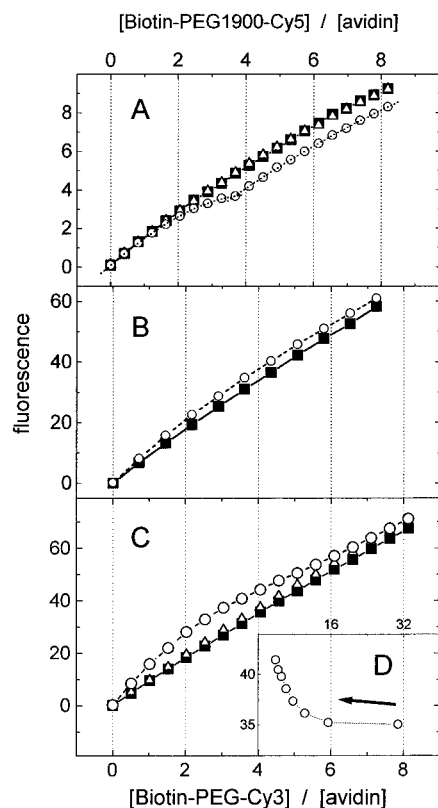 [Biotin-PEG1900-Cy5] / [avidin]
0 2 4 6 8
A
8
6
4
2
0
B
60
40
20
0
fluorescence
C
60
40
20
0
16 32
D
40
35
0 2 4 6 8
[Biotin-PEG-Cy3] / [avidin]